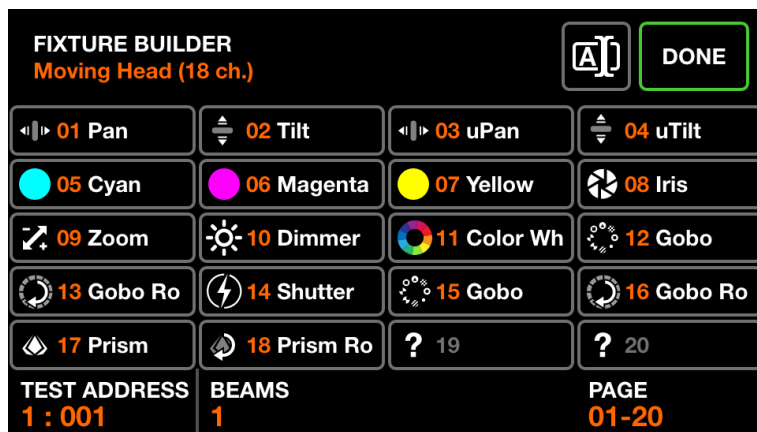 FIXTURE BUILDER
Moving Head (18 ch.)
A
DONE
01 Pan
02 Tilt
03 uPan
04 uTilt
05 Cyan
06 Magenta
07 Yellow
08 Iris
09 Zoom
10 Dimmer
11 Color Wh
12 Gobo
13 Gobo Ro
14 Shutter
15 Gobo
16 Gobo Ro
17 Prism
18 Prism Ro
? 19
? 20
TEST ADDRESS
1 : 001
BEAMS
1
PAGE
01-20